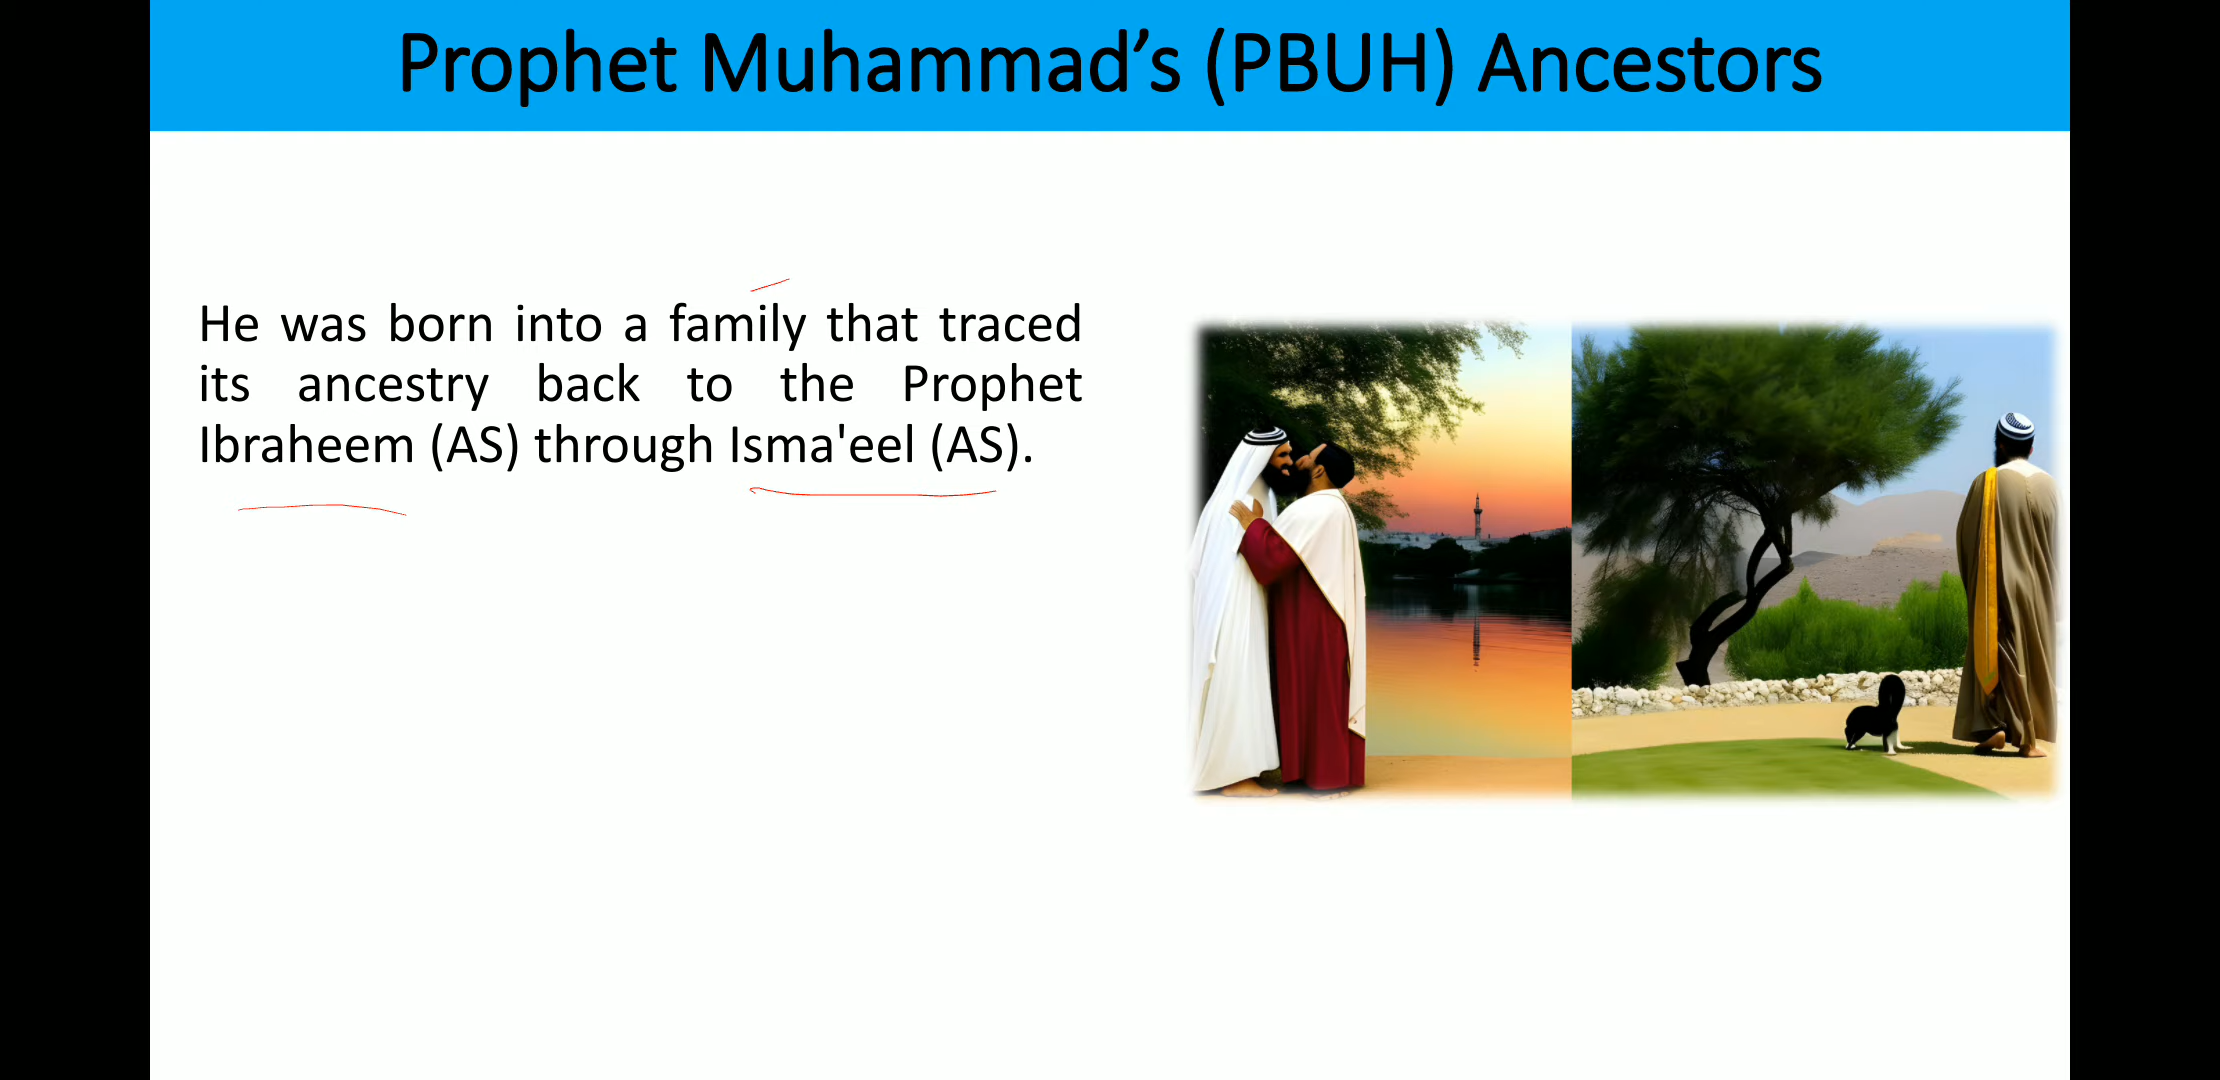 Prophet Muhammad’s (PBUH) Ancestors
He was born into a family that traced
its ancestry back to the Prophet
Ibraheem (AS) through Isma'eel (AS).